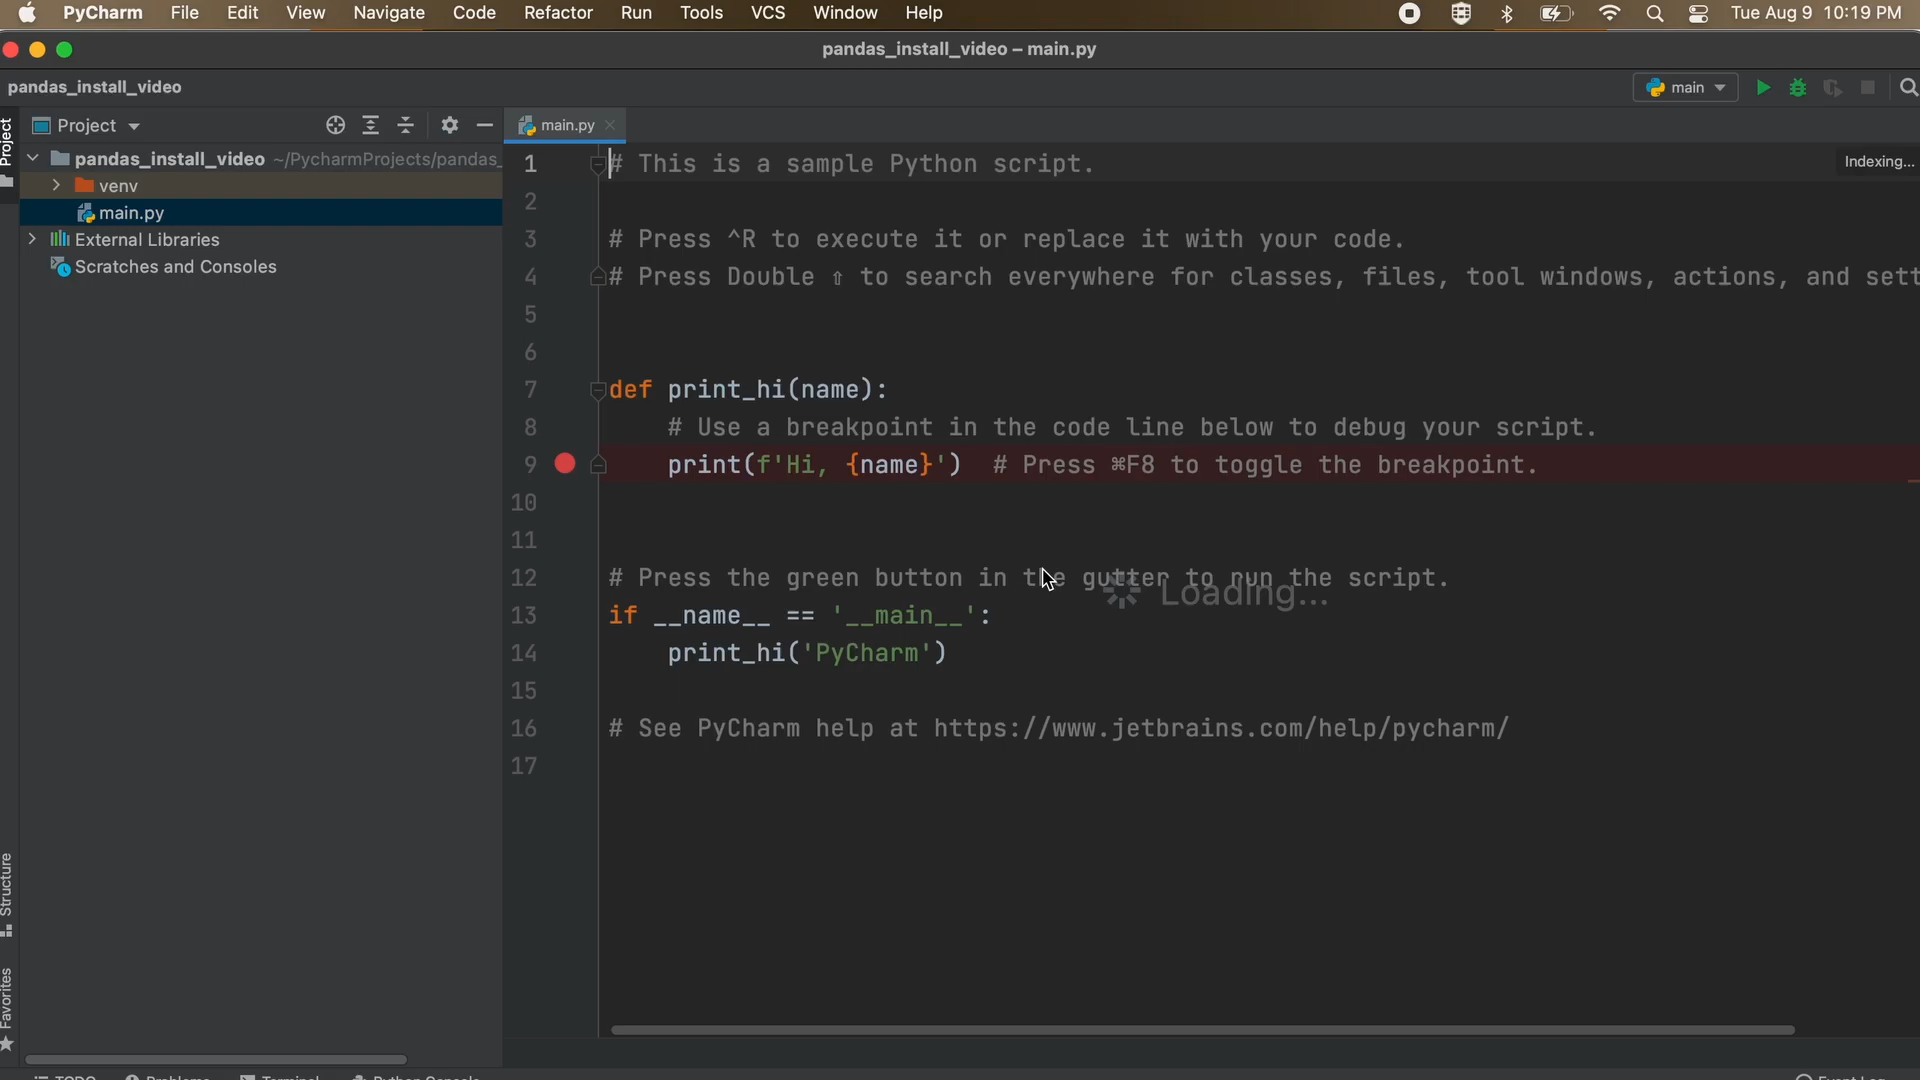 PyCharm File Edit View Navigate Code Refactor Run Tools VCS Window Help Tue Aug 9 10:19 PM
pandas_install_video – main.py
pandas_install_video main
Project
Project main.py
pandas_install_video ~/PycharmProjects/pandas_
venv
main.py
External Libraries
Scratches and Consoles
Indexing...
1 # This is a sample Python script.
2
3 # Press ^R to execute it or replace it with your code.
4 # Press Double ⇧ to search everywhere for classes, files, tool windows, actions, and sett
5
6
7 def print_hi(name):
8 # Use a breakpoint in the code line below to debug your script.
9 print(f'Hi, {name}') # Press ⌘F8 to toggle the breakpoint.
10
11
12 # Press the green button in the gutter to run the script.
Loading...
13 if __name__ == '__main__':
14 print_hi('PyCharm')
15
16 # See PyCharm help at https://www.jetbrains.com/help/pycharm/
17
Structure
Favorites
TODO Problems Terminal Python Console Event Log